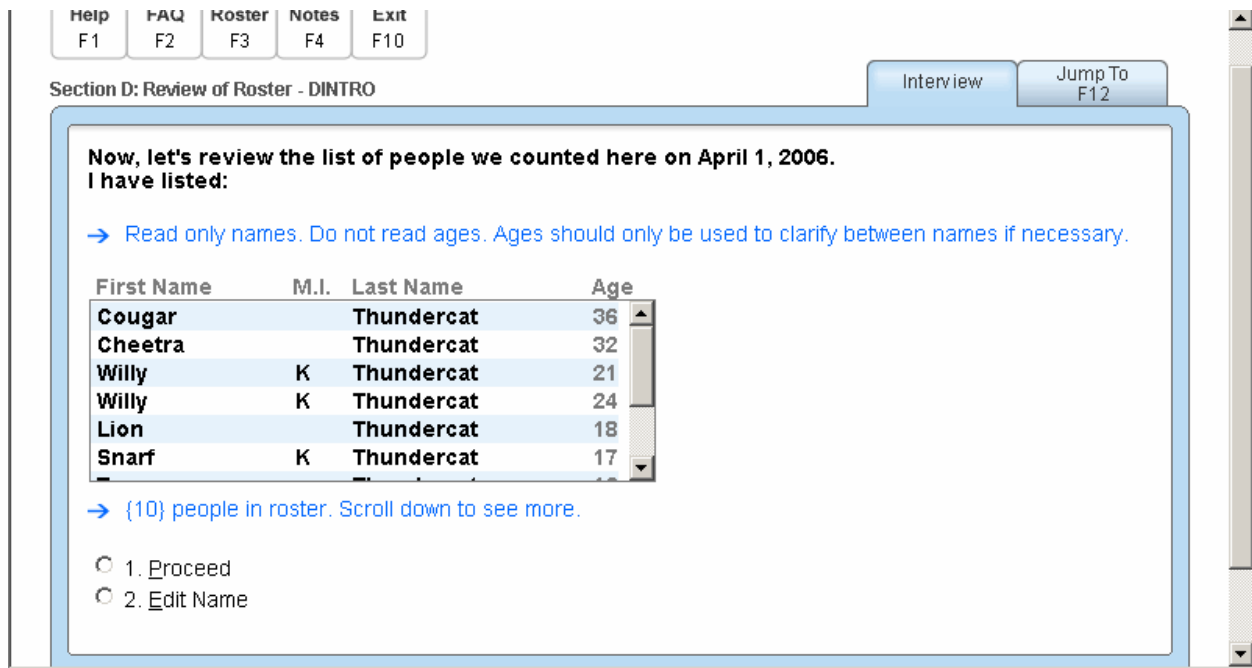 Help FAQ Roster Notes Exit
F1 F2 F3 F4 F10
Section D: Review of Roster - DINTRO
Interview
Jump To
F12
Now, let's review the list of people we counted here on April 1, 2006.
I have listed:
→ Read only names. Do not read ages. Ages should only be used to clarify between names if necessary.
First Name M.I. Last Name Age
Cougar Thundercat 36
Cheetra Thundercat 32
Willy K Thundercat 21
Willy K Thundercat 24
Lion Thundercat 18
Snarf K Thundercat 17
→ {10} people in roster. Scroll down to see more.
1. Proceed
2. Edit Name